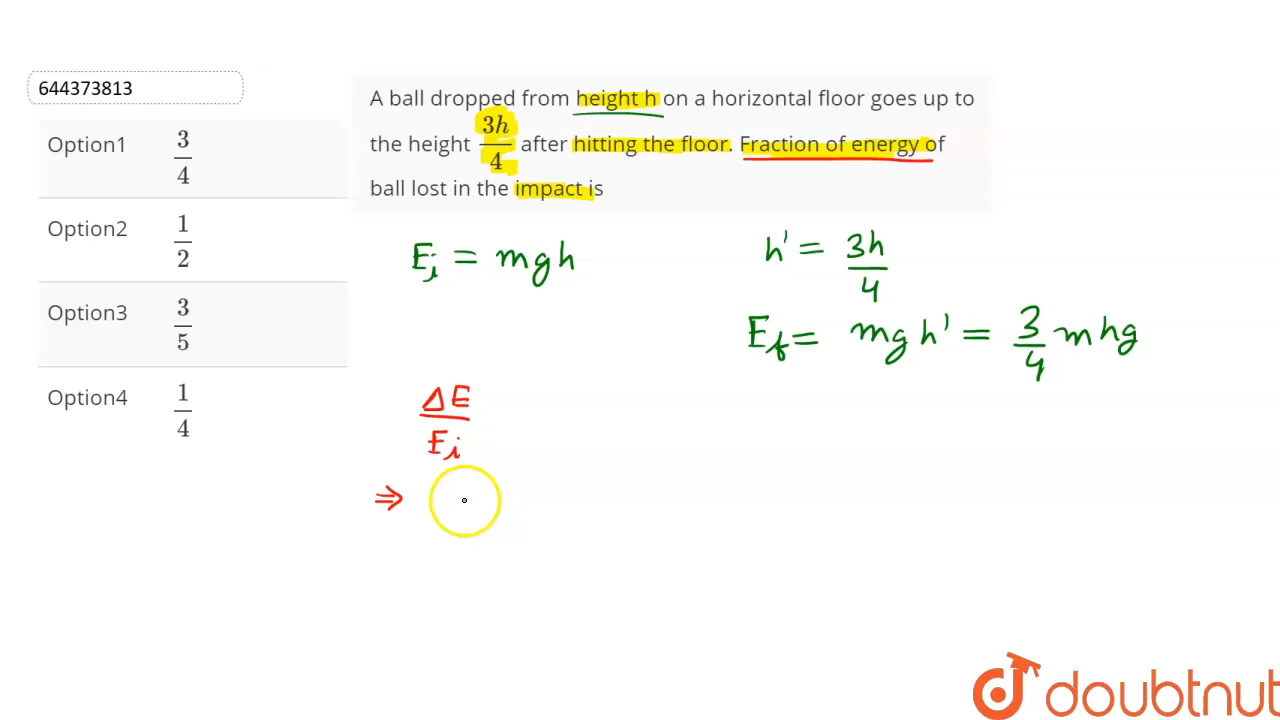 644373813
A ball dropped from height h on a horizontal floor goes up to
the height 3h/4 after hitting the floor. Fraction of energy of
ball lost in the impact is
Option1 3/4
Option2 1/2
Option3 3/5
Option4 1/4
Ei = mgh
h' = 3h/4
Ef = mgh' = 3/4 mhg
ΔE/Ei
⇒
doubtnut